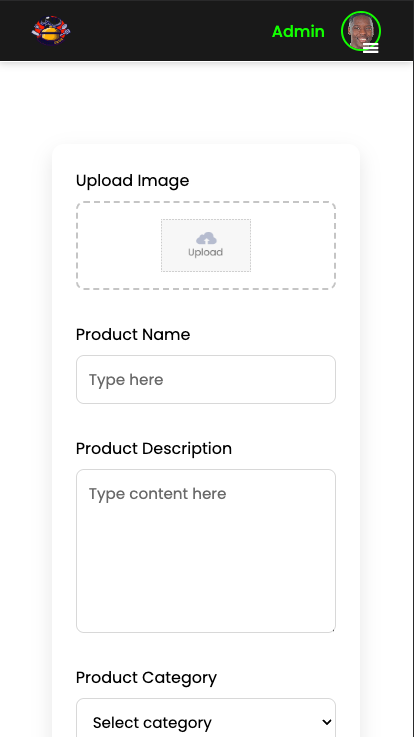 Admin
Upload Image
Upload
Product Name
Type here
Product Description
Type content here
Product Category
Select category